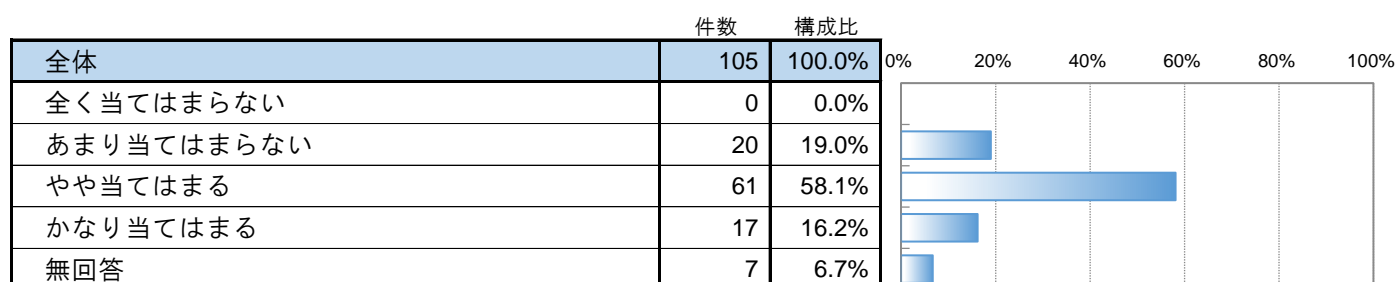 件数 構成比
全体 105 100.0% 0% 20% 40% 60% 80% 100%
全く当てはまらない 0 0.0%
あまり当てはまらない 20 19.0%
やや当てはまる 61 58.1%
かなり当てはまる 17 16.2%
無回答 7 6.7%